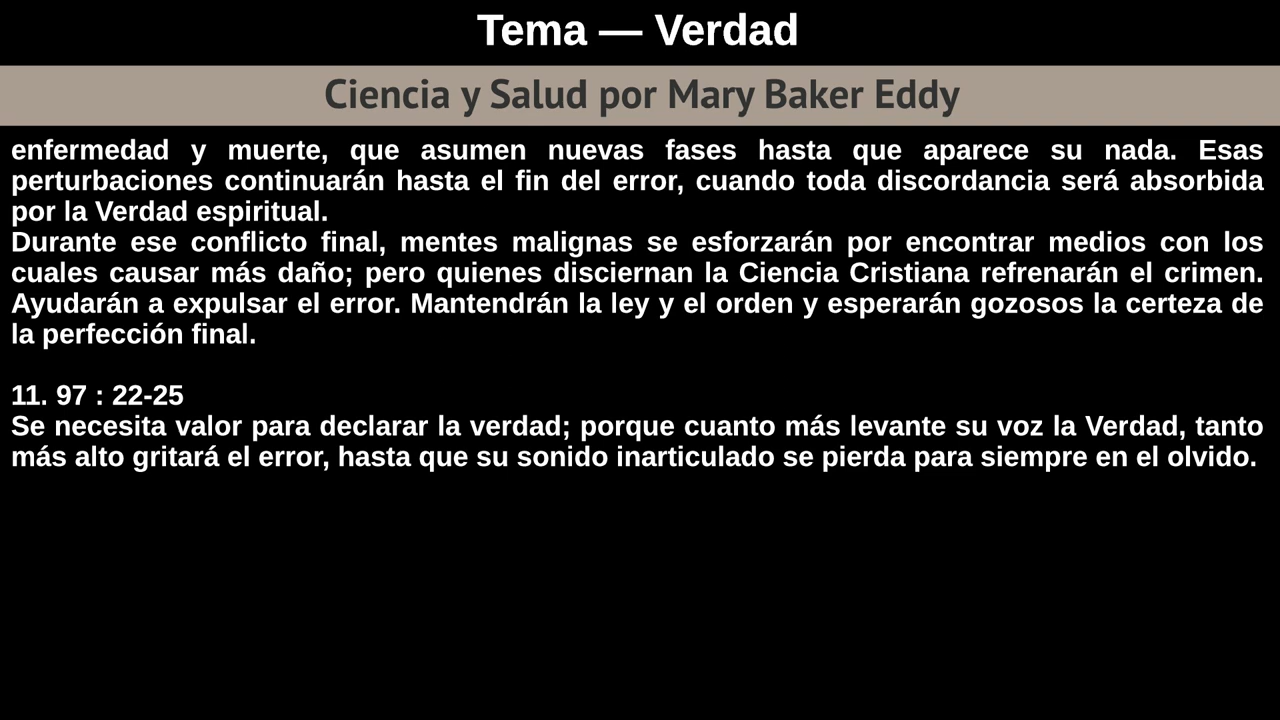 Tema — Verdad
Ciencia y Salud por Mary Baker Eddy
enfermedad y muerte, que asumen nuevas fases hasta que aparece su nada. Esas
perturbaciones continuarán hasta el fin del error, cuando toda discordancia será absorbida
por la Verdad espiritual.
Durante ese conflicto final, mentes malignas se esforzarán por encontrar medios con los
cuales causar más daño; pero quienes disciernan la Ciencia Cristiana refrenarán el crimen.
Ayudarán a expulsar el error. Mantendrán la ley y el orden y esperarán gozosos la certeza de
la perfección final.
11. 97 : 22-25
Se necesita valor para declarar la verdad; porque cuanto más levante su voz la Verdad, tanto
más alto gritará el error, hasta que su sonido inarticulado se pierda para siempre en el olvido.